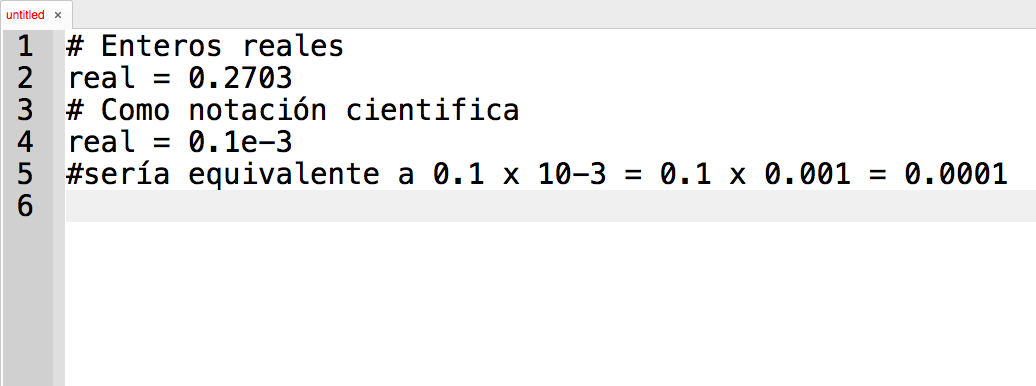 untitled ×
1 # Enteros reales
2 real = 0.2703
3 # Como notación cientifica
4 real = 0.1e-3
5 #sería equivalente a 0.1 x 10-3 = 0.1 x 0.001 = 0.0001
6